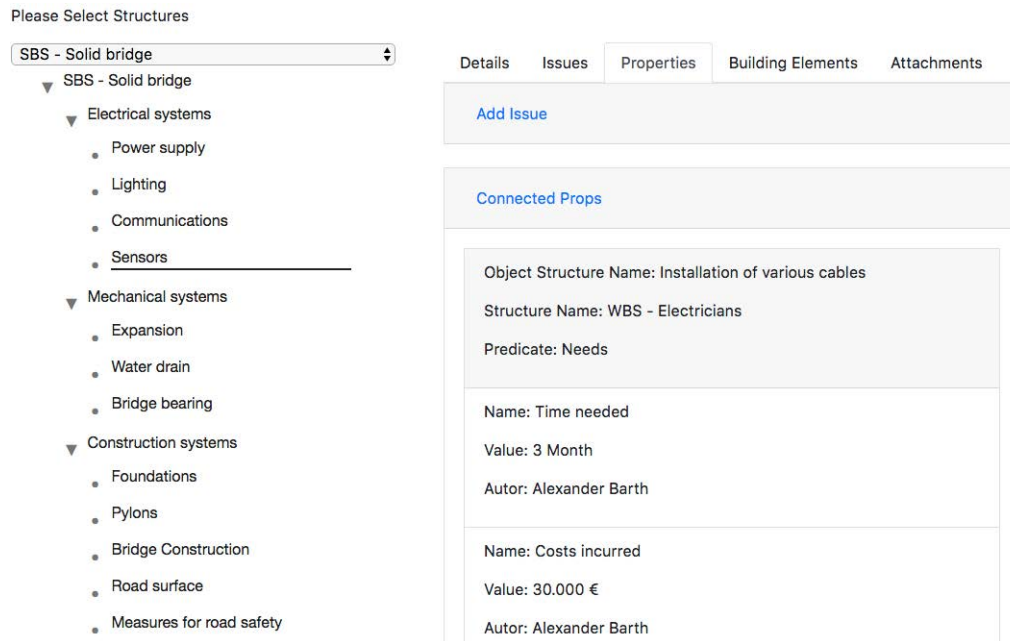 Please Select Structures
SBS - Solid bridge
SBS - Solid bridge
Electrical systems
Power supply
Lighting
Communications
Sensors
Mechanical systems
Expansion
Water drain
Bridge bearing
Construction systems
Foundations
Pylons
Bridge Construction
Road surface
Measures for road safety
Details Issues Properties Building Elements Attachments
Add Issue
Connected Props
Object Structure Name: Installation of various cables
Structure Name: WBS - Electricians
Predicate: Needs
Name: Time needed
Value: 3 Month
Autor: Alexander Barth
Name: Costs incurred
Value: 30.000 €
Autor: Alexander Barth